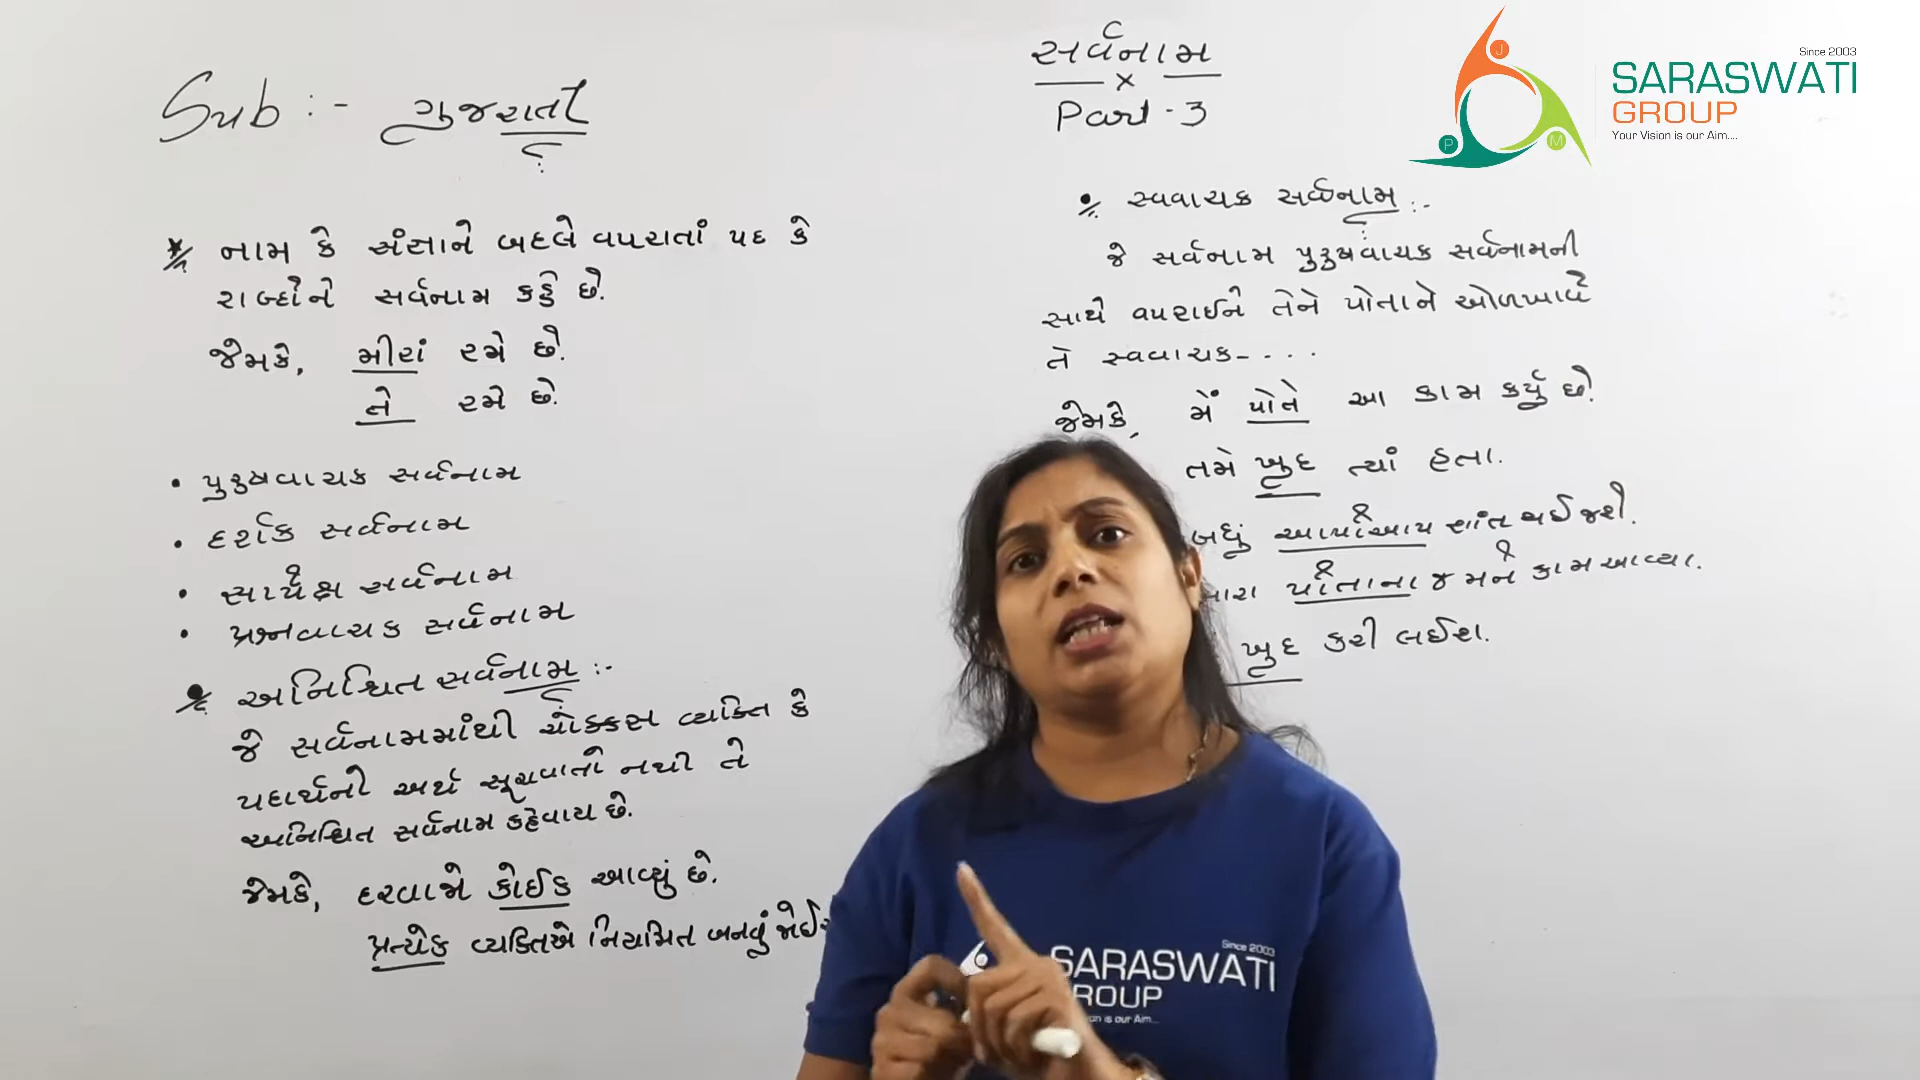 Sub :- ગુજરાતી
નામ કે સંજ્ઞાને બદલે વપરાતાં પદ કે
શબ્દોને સર્વનામ કહે છે.
જેમકે, મીરાં રમે છે.
તે રમે છે.
• પુરુષવાચક સર્વનામ
• દર્શક સર્વનામ
• સાપેક્ષ સર્વનામ
• પ્રશ્નવાચક સર્વનામ
અનિશ્ચિત સર્વનામ :-
જે સર્વનામમાંથી ચોક્કસ વ્યક્તિ કે
પદાર્થનો અર્થ સૂચવાતો નથી તે
અનિશ્ચિત સર્વનામ કહેવાય છે.
જેમકે, દરવાજે કોઈક આવ્યું છે.
પ્રત્યેક વ્યક્તિએ નિયમિત બનવું
સર્વનામ
Part - 3
સ્વવાચક સર્વનામ :-
જે સર્વનામ પુરુષવાચક સર્વનામની
સાથે વપરાઈને તેને પોતાને ઓળખાવે
તે સ્વવાચક- - . . .
જેમકે, મેં પોતે આ કામ કર્યું છે.
તમે ખુદ ત્યાં હતા.
બધું આપોઆપ શાંત થઈ જશે.
પોતાના જ મને કામ આવ્યા.
ખુદ કરી લઈશ.
Since 2003
SARASWATI
GROUP
Your Vision is our Aim....
J
P
M
Since 2003
SARASWATI
ROUP
on is our Aim...